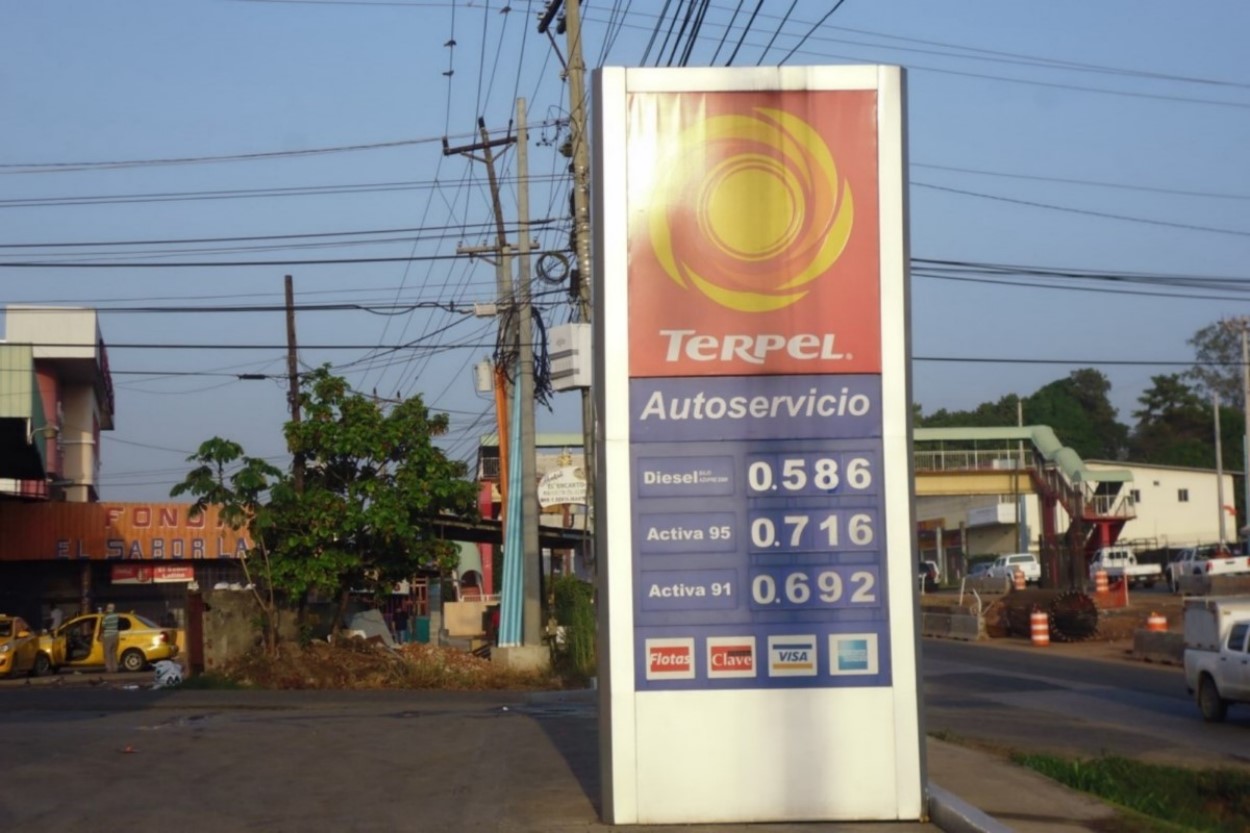 TERPEL
Autoservicio
Diesel
0.586
Activa 95
0.716
Activa 91
0.692
Flotas
Clave
VISA
FOND
EL SABOR LA